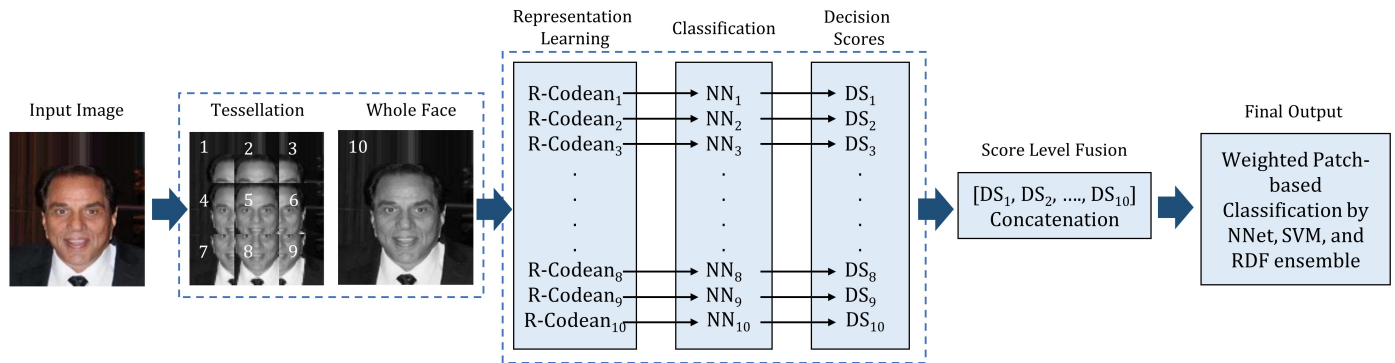 Input Image
Tessellation
Whole Face
1 2 3
4 5 6
7 8 9
10
Representation
Learning
Classification
Decision
Scores
R-Codean₁ NN₁ DS₁
R-Codean₂ NN₂ DS₂
R-Codean₃ NN₃ DS₃
. . .
. . .
. . .
. . .
R-Codean₈ NN₈ DS₈
R-Codean₉ NN₉ DS₉
R-Codean₁₀ NN₁₀ DS₁₀
Score Level Fusion
[DS₁, DS₂, ...., DS₁₀]
Concatenation
Final Output
Weighted Patch-
based
Classification by
NNet, SVM, and
RDF ensemble